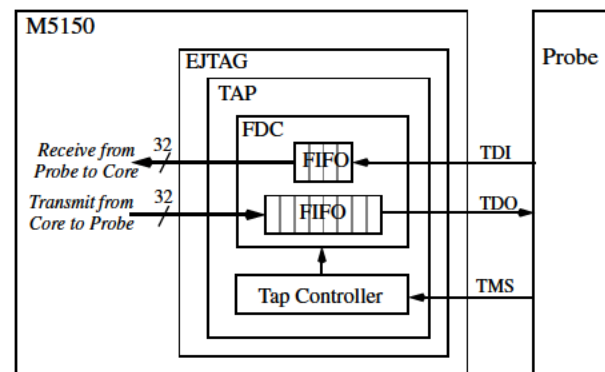 M5150
Probe
EJTAG
TAP
FDC
Receive from
Probe to Core
32
FIFO
TDI
Transmit from
Core to Probe
32
FIFO
TDO
Tap Controller
TMS